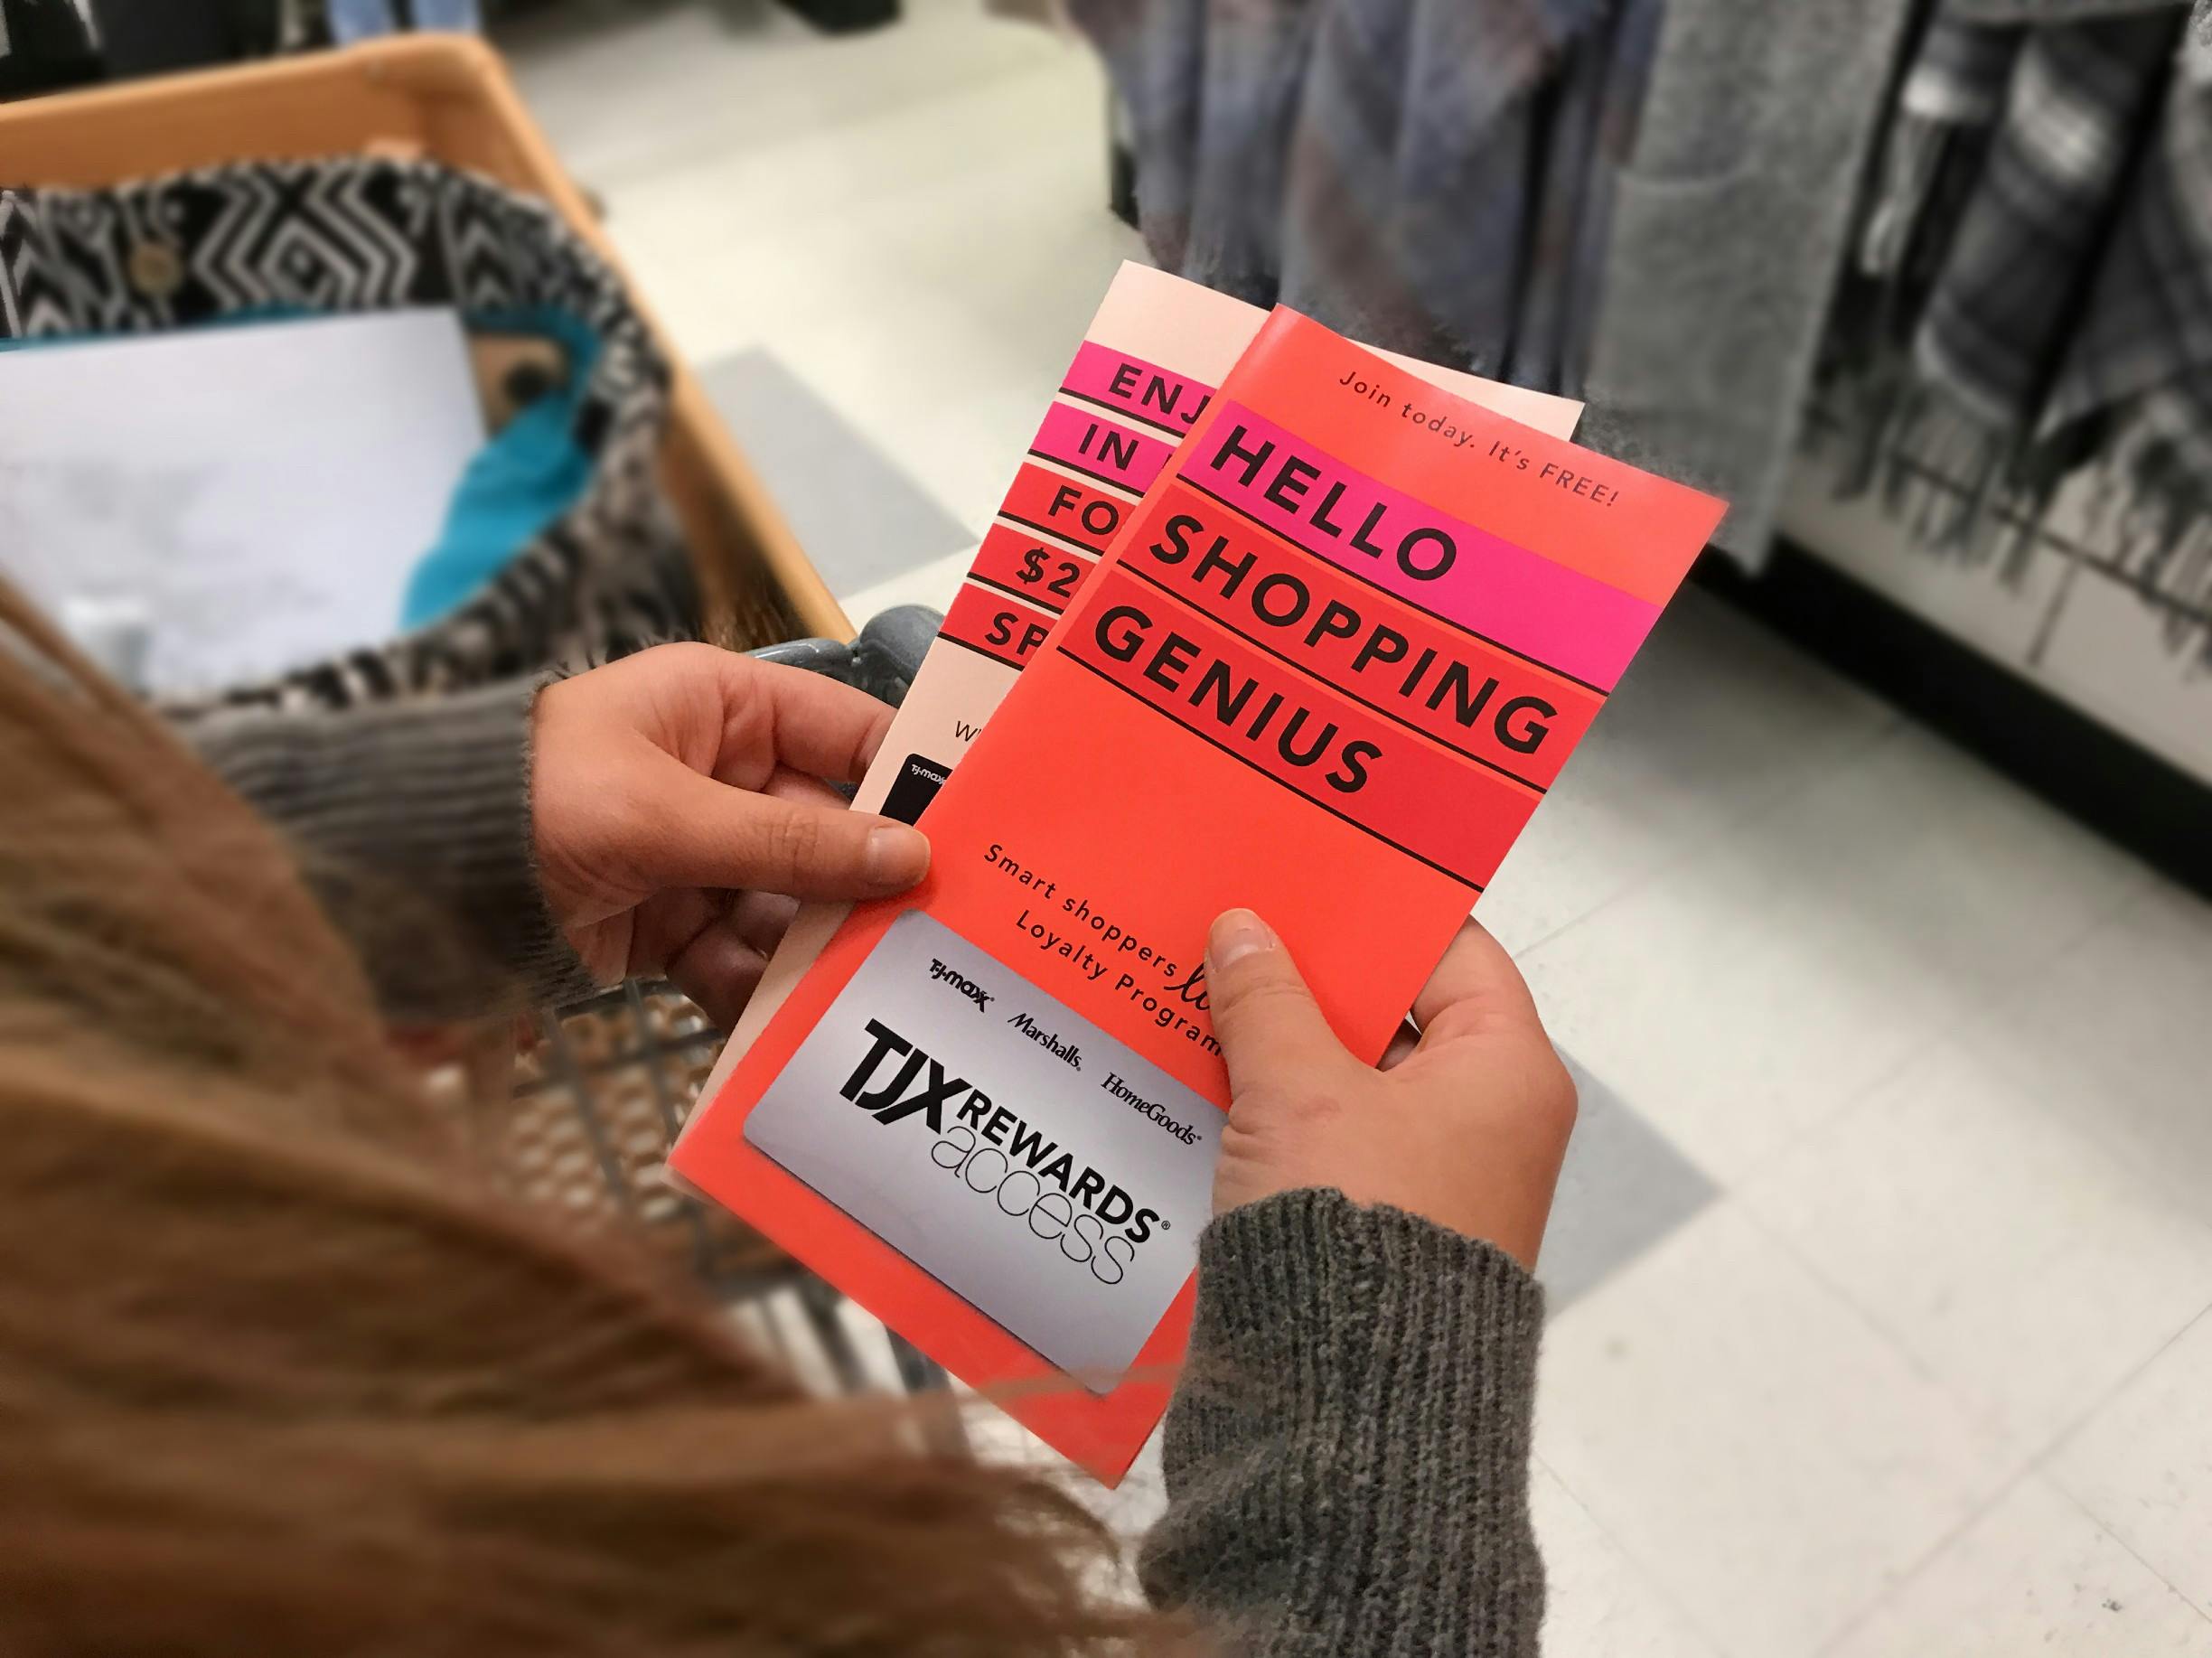 ENJ
IN
FO
$2
SP
T·J·maxx
Join today. It's FREE!
HELLO
SHOPPING
GENIUS
Smart shoppers
Loyalty Program
T·J·maxx® Marshalls® HomeGoods®
TJX REWARDS®
access